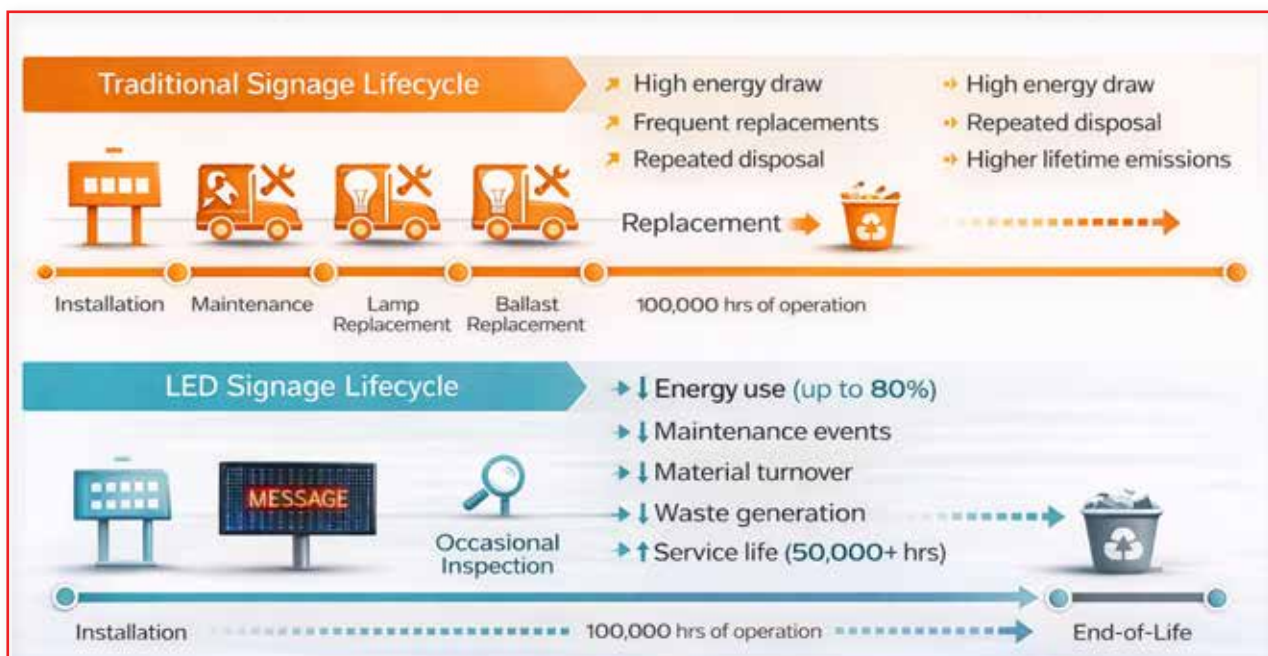 Traditional Signage Lifecycle
High energy draw
Frequent replacements
Repeated disposal
High energy draw
Repeated disposal
Higher lifetime emissions
Replacement
Installation
Maintenance
Lamp
Replacement
Ballast
Replacement
100,000 hrs of operation
LED Signage Lifecycle
↓ Energy use (up to 80%)
↓ Maintenance events
↓ Material turnover
↓ Waste generation
↑ Service life (50,000+ hrs)
MESSAGE
Occasional
Inspection
Installation
100,000 hrs of operation
End-of-Life